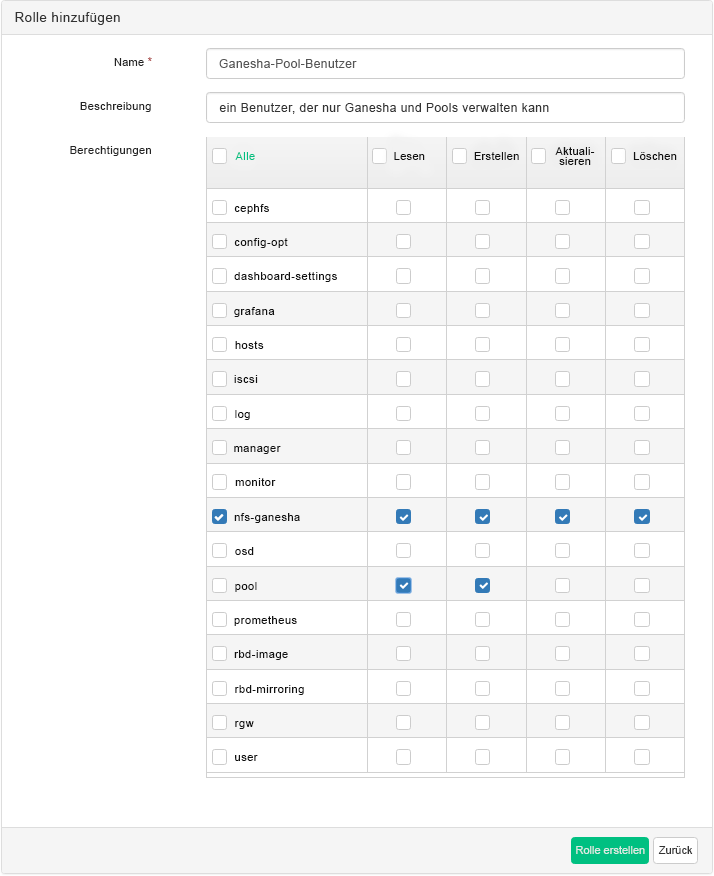 Rolle hinzufügen
Name *
Ganesha-Pool-Benutzer
Beschreibung
ein Benutzer, der nur Ganesha und Pools verwalten kann
Berechtigungen
Alle
Lesen
Erstellen
Aktuali-
sieren
Löschen
cephfs
config-opt
dashboard-settings
grafana
hosts
iscsi
log
manager
monitor
nfs-ganesha
osd
pool
prometheus
rbd-image
rbd-mirroring
rgw
user
Rolle erstellen
Zurück